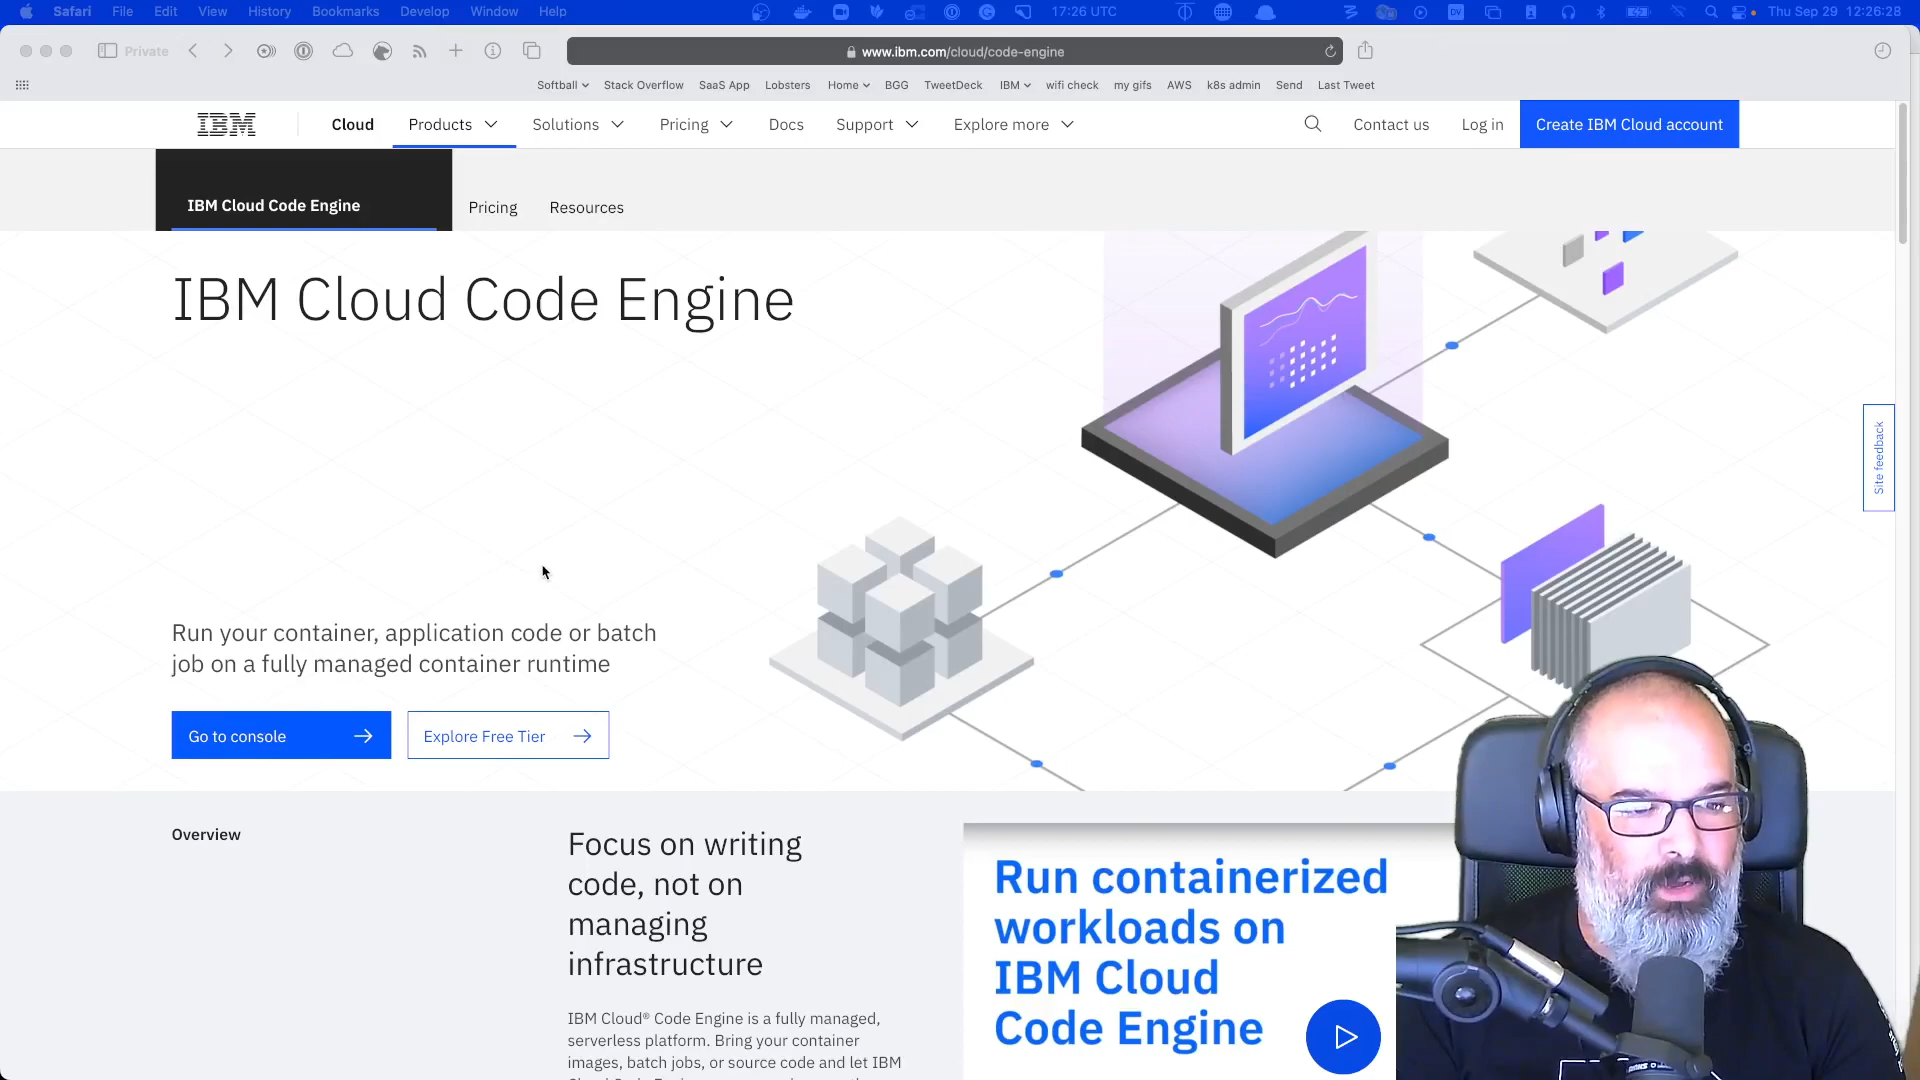 Safari File Edit View History Bookmarks Develop Window Help 17:26 UTC Thu Sep 29 12:26:28
Private www.ibm.com/cloud/code-engine
Softball Stack Overflow SaaS App Lobsters Home BGG TweetDeck IBM wifi check my gifs AWS k8s admin Send Last Tweet
IBM Cloud Products Solutions Pricing Docs Support Explore more Contact us Log in Create IBM Cloud account
IBM Cloud Code Engine Pricing Resources
IBM Cloud Code Engine
Site feedback
Run your container, application code or batch
job on a fully managed container runtime
Go to console Explore Free Tier
Overview
Focus on writing
code, not on
managing
infrastructure
IBM Cloud® Code Engine is a fully managed,
serverless platform. Bring your container
images, batch jobs, or source code and let IBM
Run containerized
workloads on
IBM Cloud
Code Engine